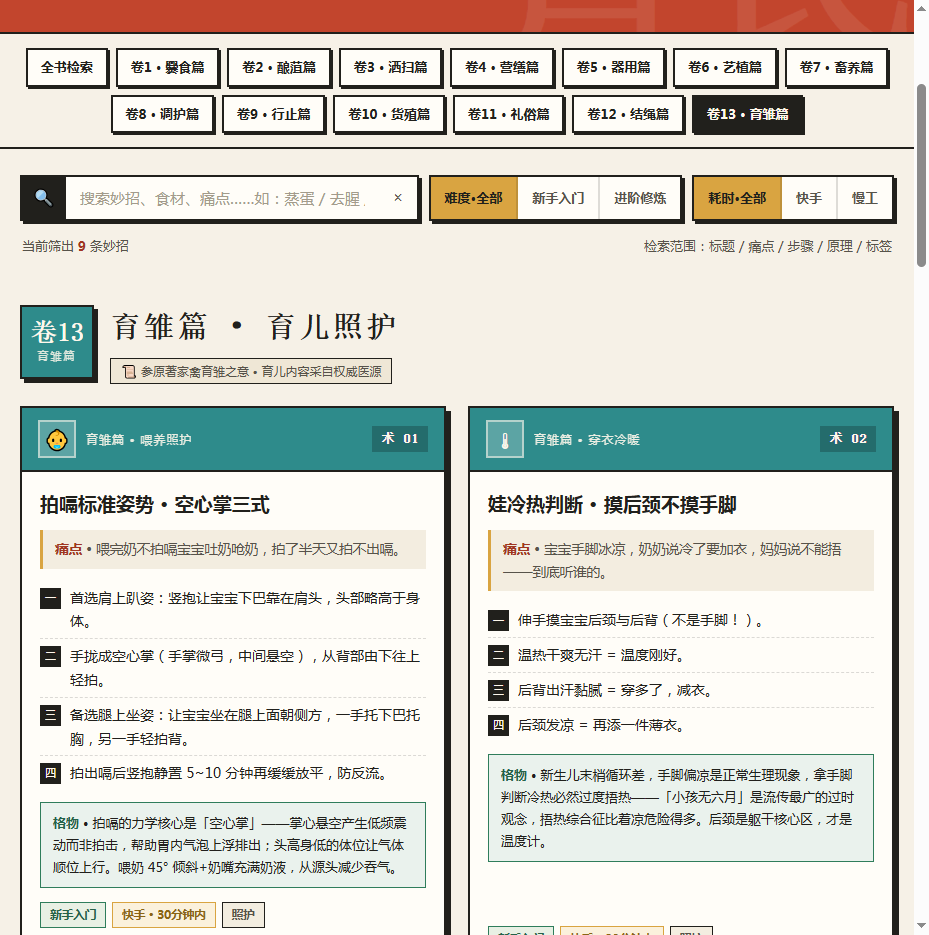 全书检索
卷1 • 爨食篇
卷2 • 酿菹篇
卷3 • 洒扫篇
卷4 • 营缮篇
卷5 • 器用篇
卷6 • 艺植篇
卷7 • 畜养篇
卷8 • 调护篇
卷9 • 行止篇
卷10 • 货殖篇
卷11 • 礼俗篇
卷12 • 结绳篇
卷13 • 育雏篇
搜索妙招、食材、痛点……如：蒸蛋 / 去腥
×
难度•全部
新手入门
进阶修炼
耗时•全部
快手
慢工
当前筛出 9 条妙招
检索范围：标题 / 痛点 / 步骤 / 原理 / 标签
卷13
育雏篇
育雏篇 • 育儿照护
参原著家禽育雏之意 • 育儿内容采自权威医源
育雏篇 • 喂养照护
术 01
拍嗝标准姿势 • 空心掌三式
痛点 • 喂完奶不拍嗝宝宝吐奶呛奶，拍了半天又拍不出嗝。
一 首选肩上趴姿：竖抱让宝宝下巴靠在肩头，头部略高于身
体。
二 手拢成空心掌（手掌微弓，中间悬空），从背部由下往上
轻拍。
三 备选腿上坐姿：让宝宝坐在腿上面朝侧方，一手托下巴托
胸，另一手轻拍背。
四 拍出嗝后竖抱静置 5~10 分钟再缓缓放平，防反流。
格物 • 拍嗝的力学核心是「空心掌」——掌心悬空产生低频震
动而非拍击，帮助胃内气泡上浮排出；头高身低的体位让气体
顺位上行。喂奶 45° 倾斜+奶嘴充满奶液，从源头减少吞气。
新手入门
快手 • 30分钟内
照护
育雏篇 • 穿衣冷暖
术 02
娃冷热判断 • 摸后颈不摸手脚
痛点 • 宝宝手脚冰凉，奶奶说冷了要加衣，妈妈说不能捂
——到底听谁的。
一 伸手摸宝宝后颈与后背（不是手脚！）。
二 温热干爽无汗 = 温度刚好。
三 后背出汗黏腻 = 穿多了，减衣。
四 后颈发凉 = 再添一件薄衣。
格物 • 新生儿末梢循环差，手脚偏凉是正常生理现象，拿手脚
判断冷热必然过度捂热——「小孩无六月」是流传最广的过时
观念，捂热综合征比着凉危险得多。后颈是躯干核心区，才是
温度计。